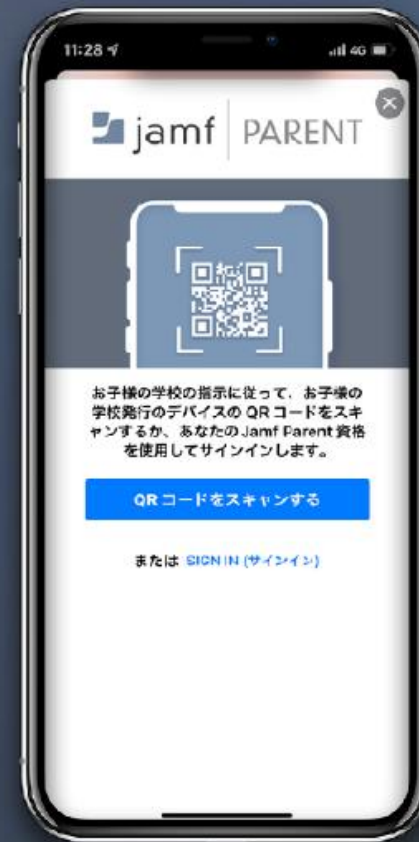 11:28
4G
jamf PARENT
お子様の学校の指示に従って、お子様の
学校発行のデバイスの QR コードをスキ
ャンするか、あなたの Jamf Parent 資格
を使用してサインインします。
QR コードをスキャンする
または SIGN IN (サインイン)